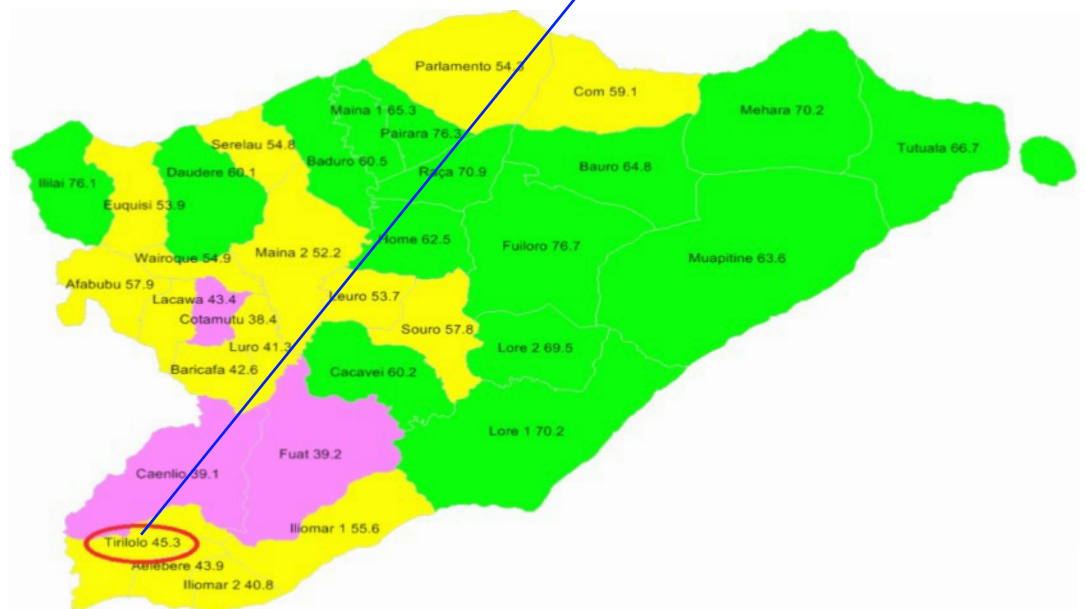 Parlamento 54.3
Com 59.1
Maina 1 65.3
Mehara 70.2
Pairara 76.3
Serelau 54.8
Tutuala 66.7
Baduro 60.5
Bauro 64.8
Daudere 60.1
Raça 70.9
Ililai 76.1
Euquisi 53.9
Home 62.5
Fuiloro 76.7
Maina 2 52.2
Wairoque 54.9
Muapitine 63.6
Afabubu 57.9
Lacawa 43.4
Leuro 53.7
Cotamutu 38.4
Souro 57.8
Luro 41.3
Lore 2 69.5
Baricafa 42.6
Cacavei 60.2
Lore 1 70.2
Fuat 39.2
Caenlio 39.1
Iliomar 1 55.6
Tirilolo 45.3
Aelebere 43.9
Iliomar 2 40.8